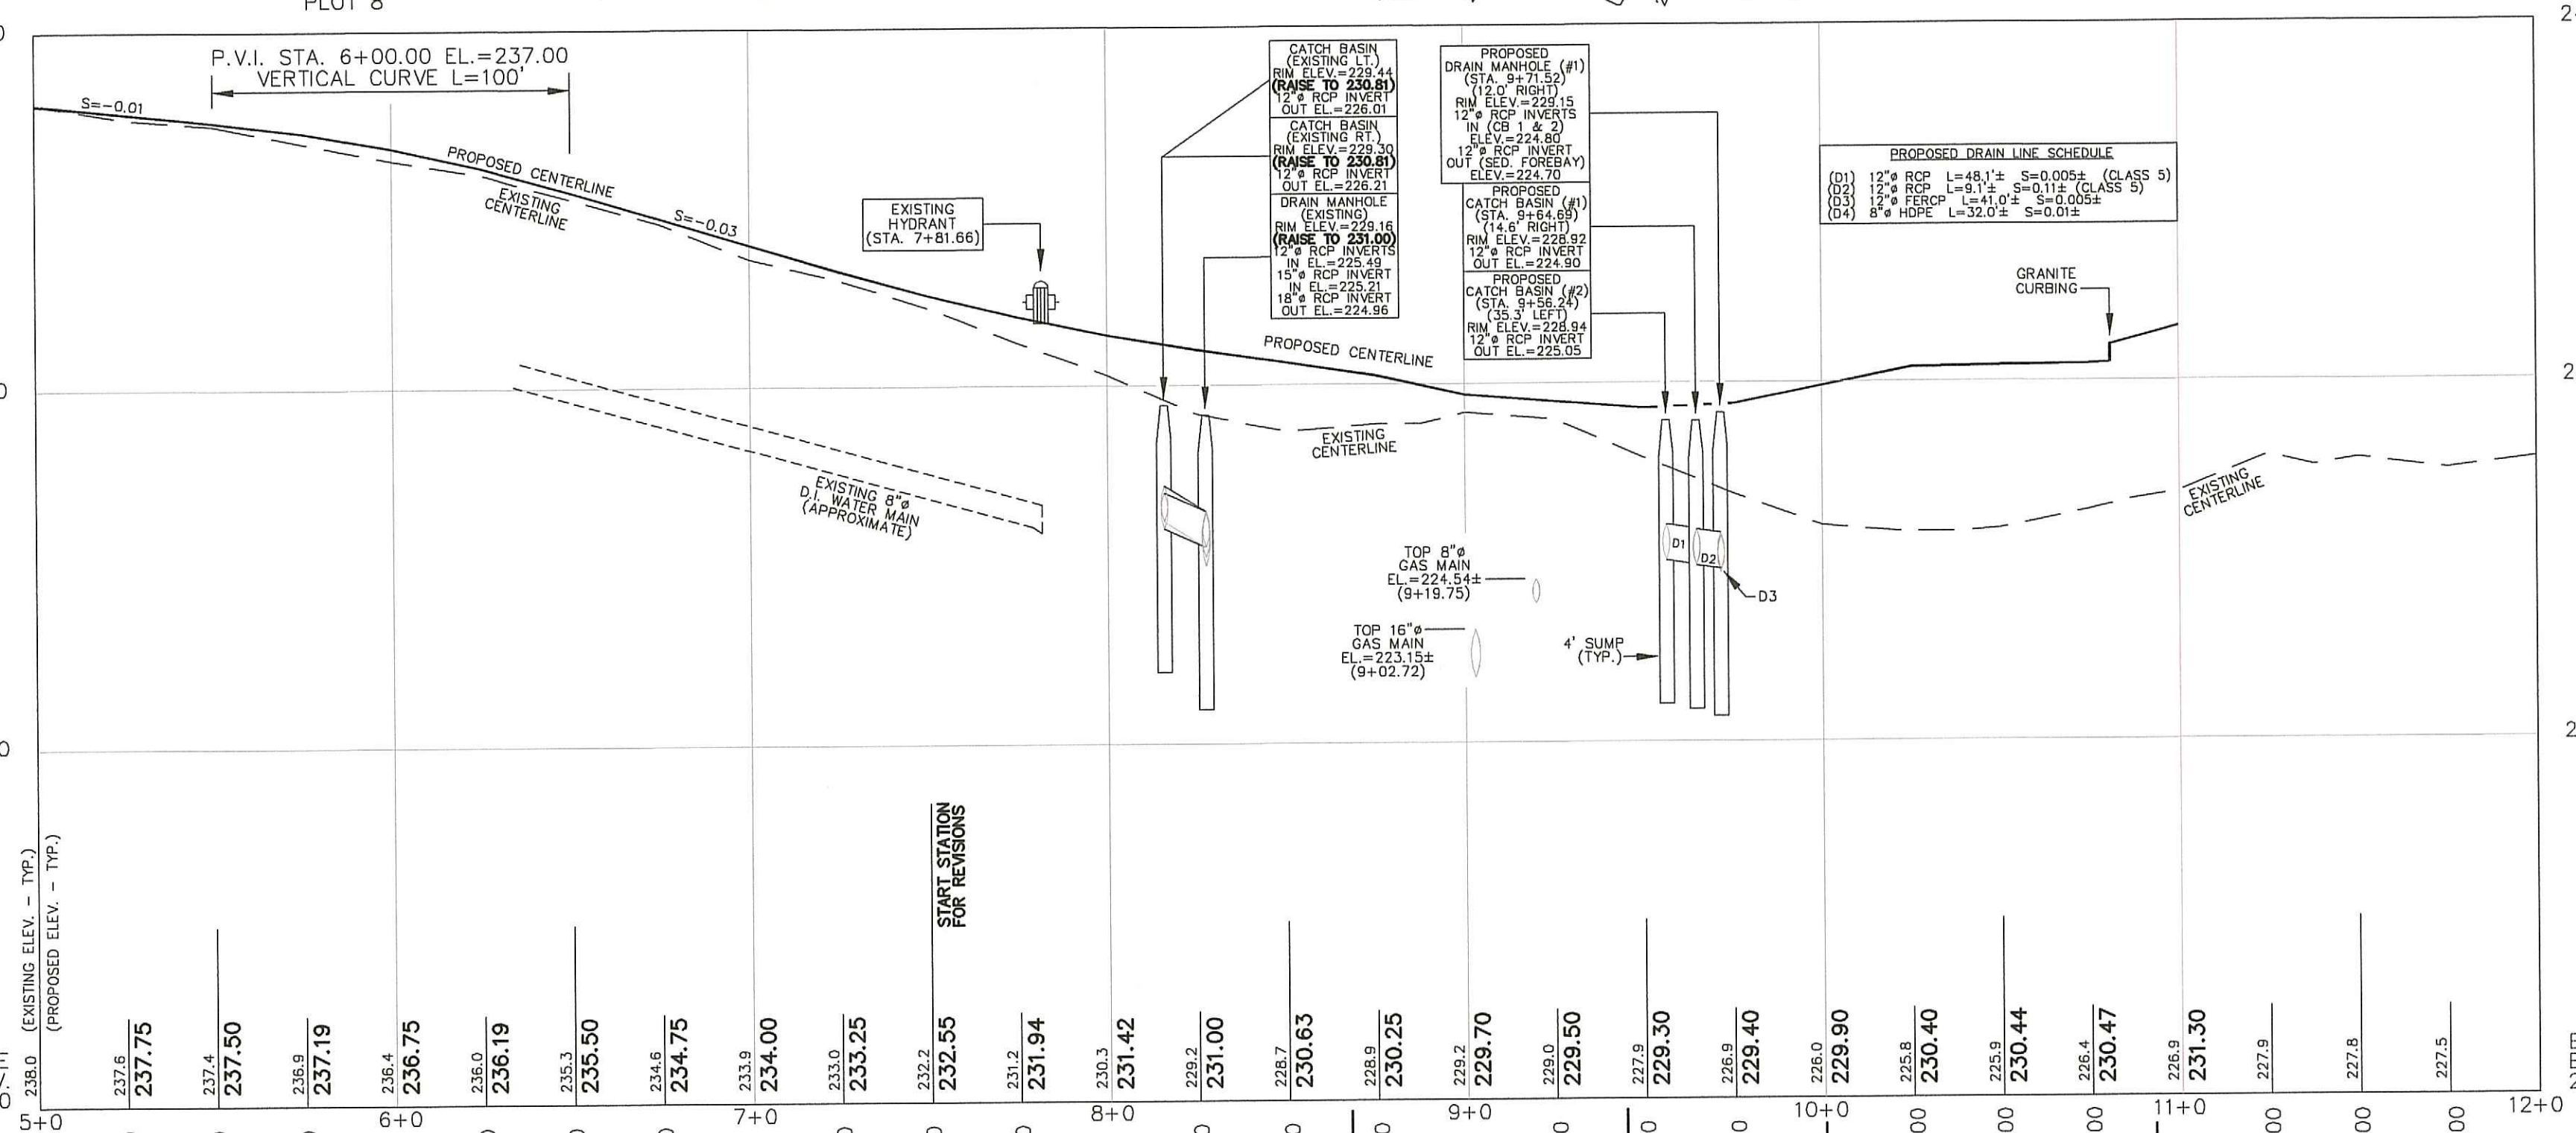 PLOT 8
P.V.I. STA. 6+00.00 EL.=237.00
VERTICAL CURVE L=100'
S=-0.01
PROPOSED CENTERLINE
EXISTING
CENTERLINE
S=-0.03
EXISTING
HYDRANT
(STA. 7+81.66)
CATCH BASIN
(EXISTING LT.)
RIM ELEV.=229.44
(RAISE TO 230.81)
12"ø RCP INVERT
OUT EL.=226.01
CATCH BASIN
(EXISTING RT.)
RIM ELEV.=229.30
(RAISE TO 230.81)
12"ø RCP INVERT
OUT EL.=226.21
DRAIN MANHOLE
(EXISTING)
RIM ELEV.=229.16
(RAISE TO 231.00)
12"ø RCP INVERTS
IN EL.=225.49
15"ø RCP INVERT
IN EL.=225.21
18"ø RCP INVERT
OUT EL.=224.96
PROPOSED
DRAIN MANHOLE (#1)
(STA. 9+71.52)
(12.0' RIGHT)
RIM ELEV.=229.15
12"ø RCP INVERTS
IN (CB 1 & 2)
ELEV.=224.80
12"ø RCP INVERT
OUT (SED. FOREBAY)
ELEV.=224.70
PROPOSED
CATCH BASIN (#1)
(STA. 9+64.69)
(14.6' RIGHT)
RIM ELEV.=228.92
12"ø RCP INVERT
OUT EL.=224.90
PROPOSED
CATCH BASIN (#2)
(STA. 9+56.24)
(35.3' LEFT)
RIM ELEV.=228.94
12"ø RCP INVERT
OUT EL.=225.05
PROPOSED DRAIN LINE SCHEDULE
(D1) 12"ø RCP L=48.1'± S=0.005± (CLASS 5)
(D2) 12"ø RCP L=9.1'± S=0.11± (CLASS 5)
(D3) 12"ø FERCP L=41.0'± S=0.005±
(D4) 8"ø HDPE L=32.0'± S=0.01±
GRANITE
CURBING
PROPOSED CENTERLINE
EXISTING
CENTERLINE
EXISTING
CENTERLINE
EXISTING 8"ø
D.I. WATER MAIN
(APPROXIMATE)
TOP 8"ø
GAS MAIN
EL.=224.54±
(9+19.75)
TOP 16"ø
GAS MAIN
EL.=223.15±
(9+02.72)
D1
D2
D3
4' SUMP
(TYP.)
START STATION
FOR REVISIONS
(EXISTING ELEV. - TYP.)
(PROPOSED ELEV. - TYP.)
238.0
237.6
237.75
237.4
237.50
236.9
237.19
236.4
236.75
236.0
236.19
235.3
235.50
234.6
234.75
233.9
234.00
233.0
233.25
232.2
232.55
231.2
231.94
230.3
231.42
229.2
231.00
228.7
230.63
228.9
230.25
229.2
229.70
229.0
229.50
227.9
229.30
226.9
229.40
226.0
229.90
225.8
230.40
225.9
230.44
226.4
230.47
226.9
231.30
227.9
227.8
227.5
5+0
6+0
7+0
8+0
9+0
10+0
11+0
12+0